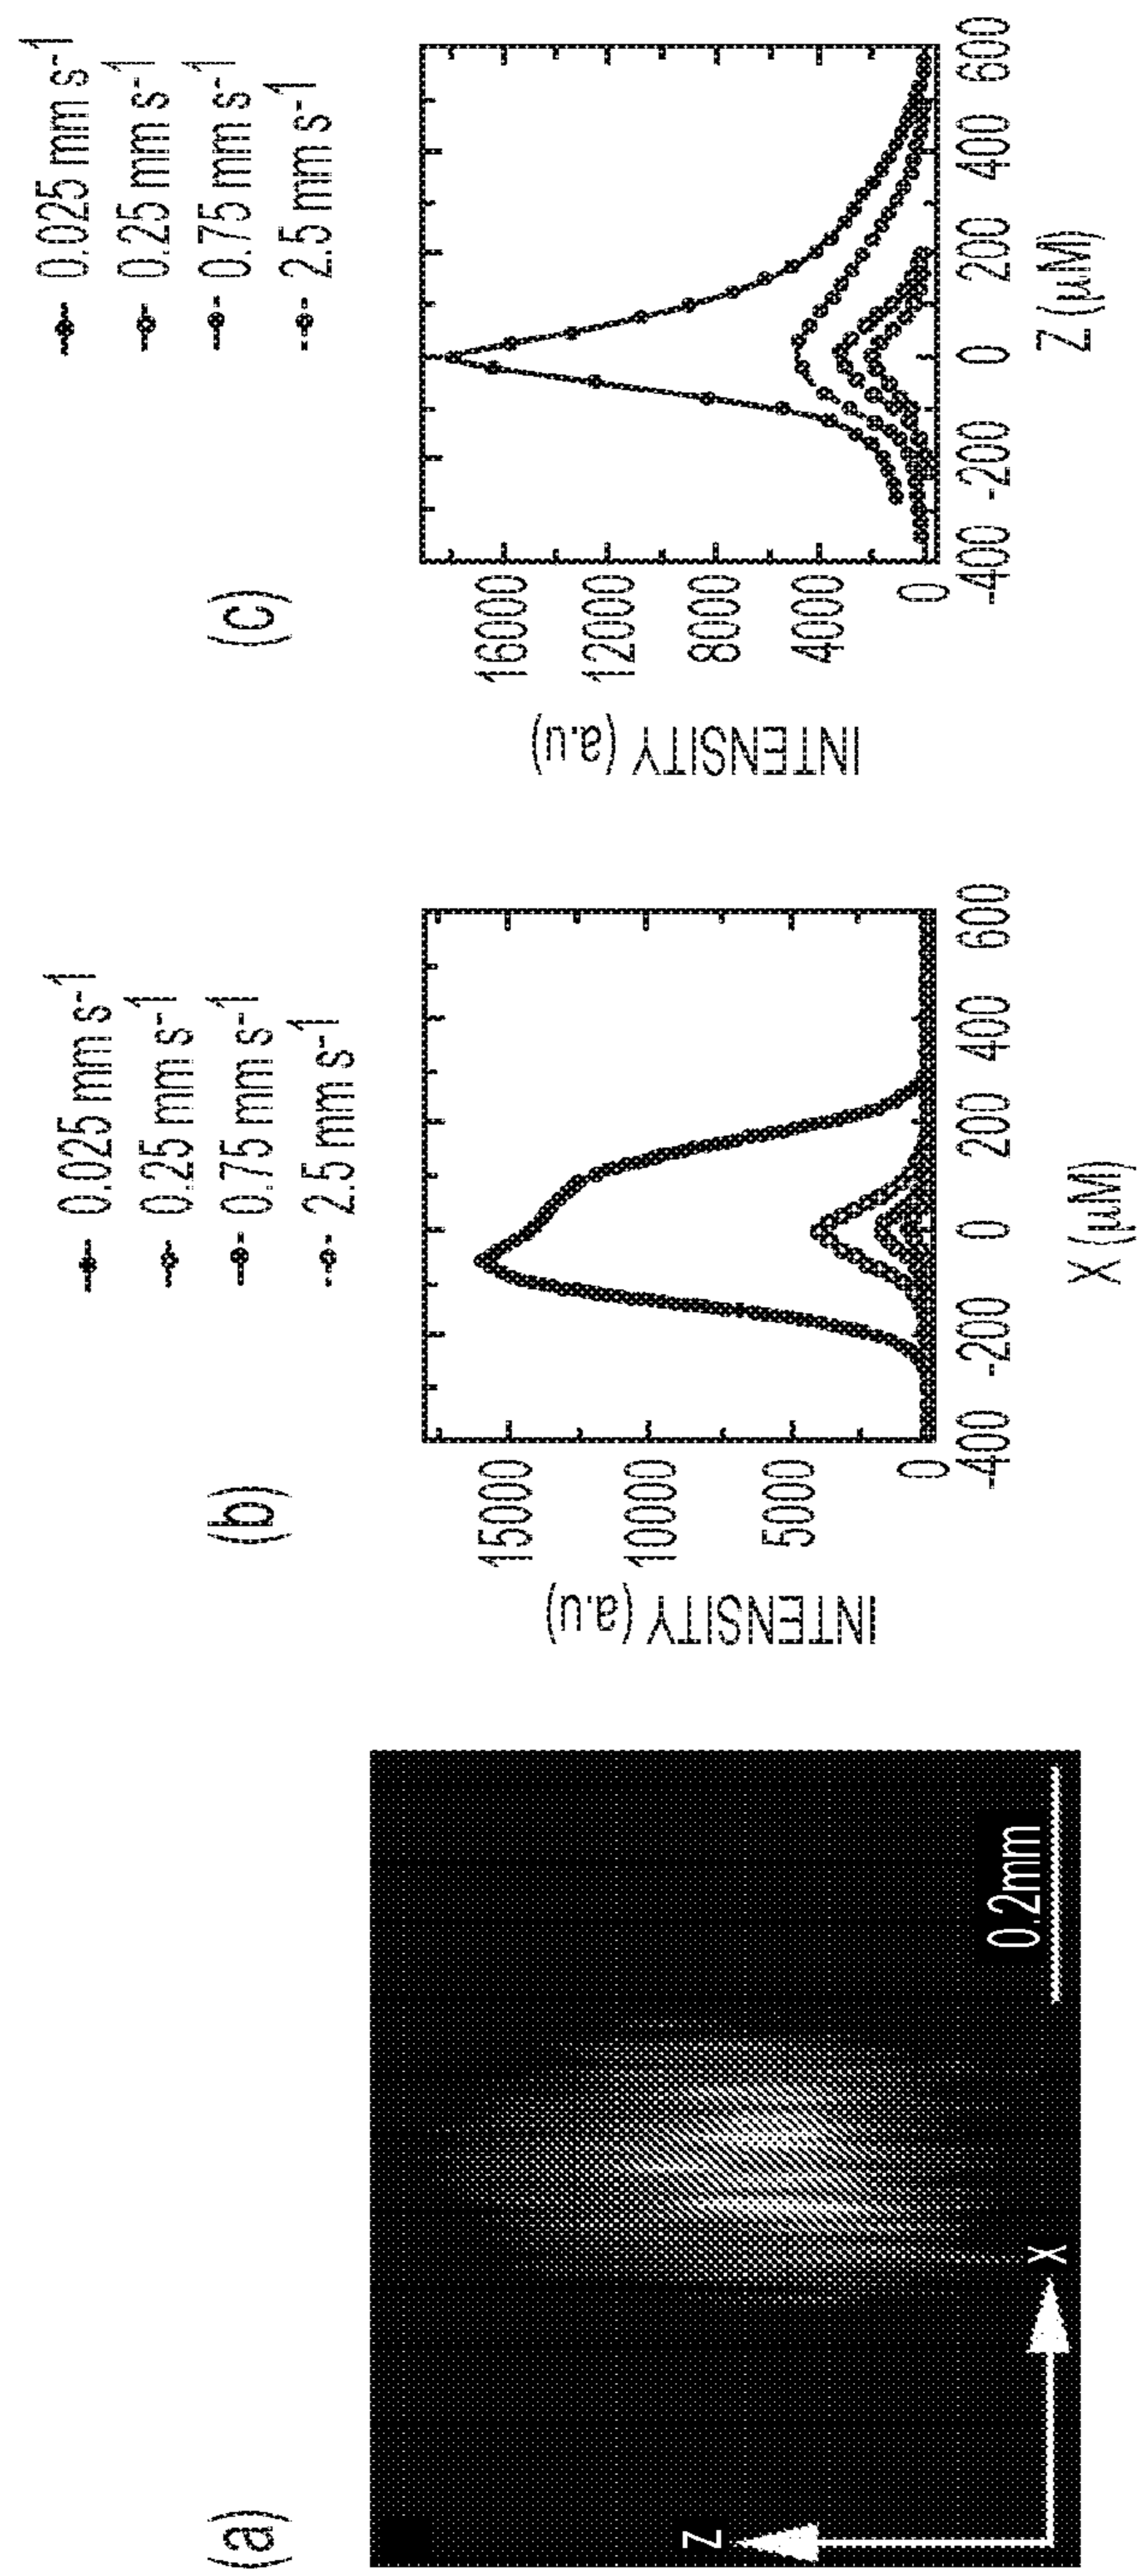 (a)
Z
X
0.2mm
(b)
0.025 mm s⁻¹
0.25 mm s⁻¹
0.75 mm s⁻¹
2.5 mm s⁻¹
INTENSITY (a.u)
15000
10000
5000
0
-400 -200 0 200 400 600
X (μM)
(c)
0.025 mm s⁻¹
0.25 mm s⁻¹
0.75 mm s⁻¹
2.5 mm s⁻¹
INTENSITY (a.u)
16000
12000
8000
4000
0
-400 -200 0 200 400 600
Z (μM)